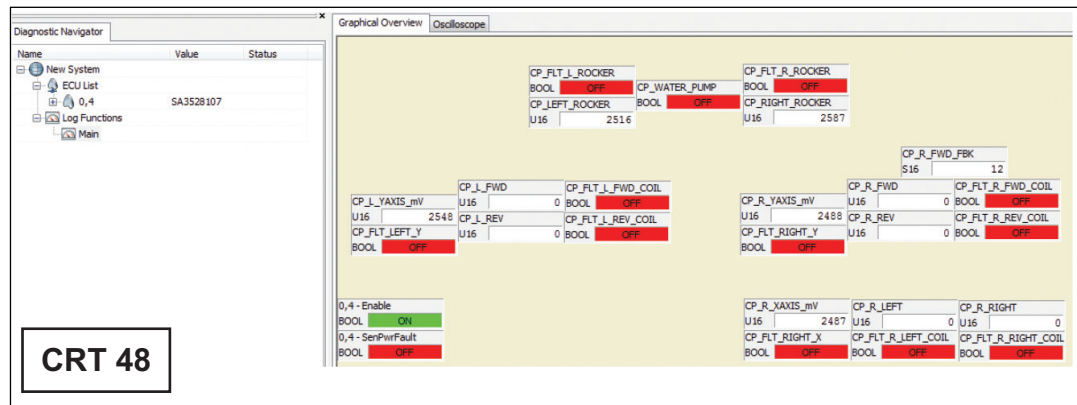 Diagnostic Navigator
x
Name Value Status
New System
ECU List
0,4 SA3528107
Log Functions
Main
CRT 48
Graphical Overview Oscilloscope
CP_FLT_L_ROCKER
BOOL OFF
CP_LEFT_ROCKER
U16 2516
CP_WATER_PUMP
BOOL OFF
CP_FLT_R_ROCKER
BOOL OFF
CP_RIGHT_ROCKER
U16 2587
CP_R_FWD_FBK
S16 12
CP_L_YAXIS_mV
U16 2548
CP_FLT_LEFT_Y
BOOL OFF
CP_L_FWD
U16 0
CP_L_REV
U16 0
CP_FLT_L_FWD_COIL
BOOL OFF
CP_FLT_L_REV_COIL
BOOL OFF
CP_R_YAXIS_mV
U16 2488
CP_FLT_RIGHT_Y
BOOL OFF
CP_R_FWD
U16 0
CP_R_REV
U16 0
CP_FLT_R_FWD_COIL
BOOL OFF
CP_FLT_R_REV_COIL
BOOL OFF
0,4 - Enable
BOOL ON
0,4 - SenPwrFault
BOOL OFF
CP_R_XAXIS_mV
U16 2487
CP_FLT_RIGHT_X
BOOL OFF
CP_R_LEFT
U16 0
CP_FLT_R_LEFT_COIL
BOOL OFF
CP_R_RIGHT
U16 0
CP_FLT_R_RIGHT_COIL
BOOL OFF